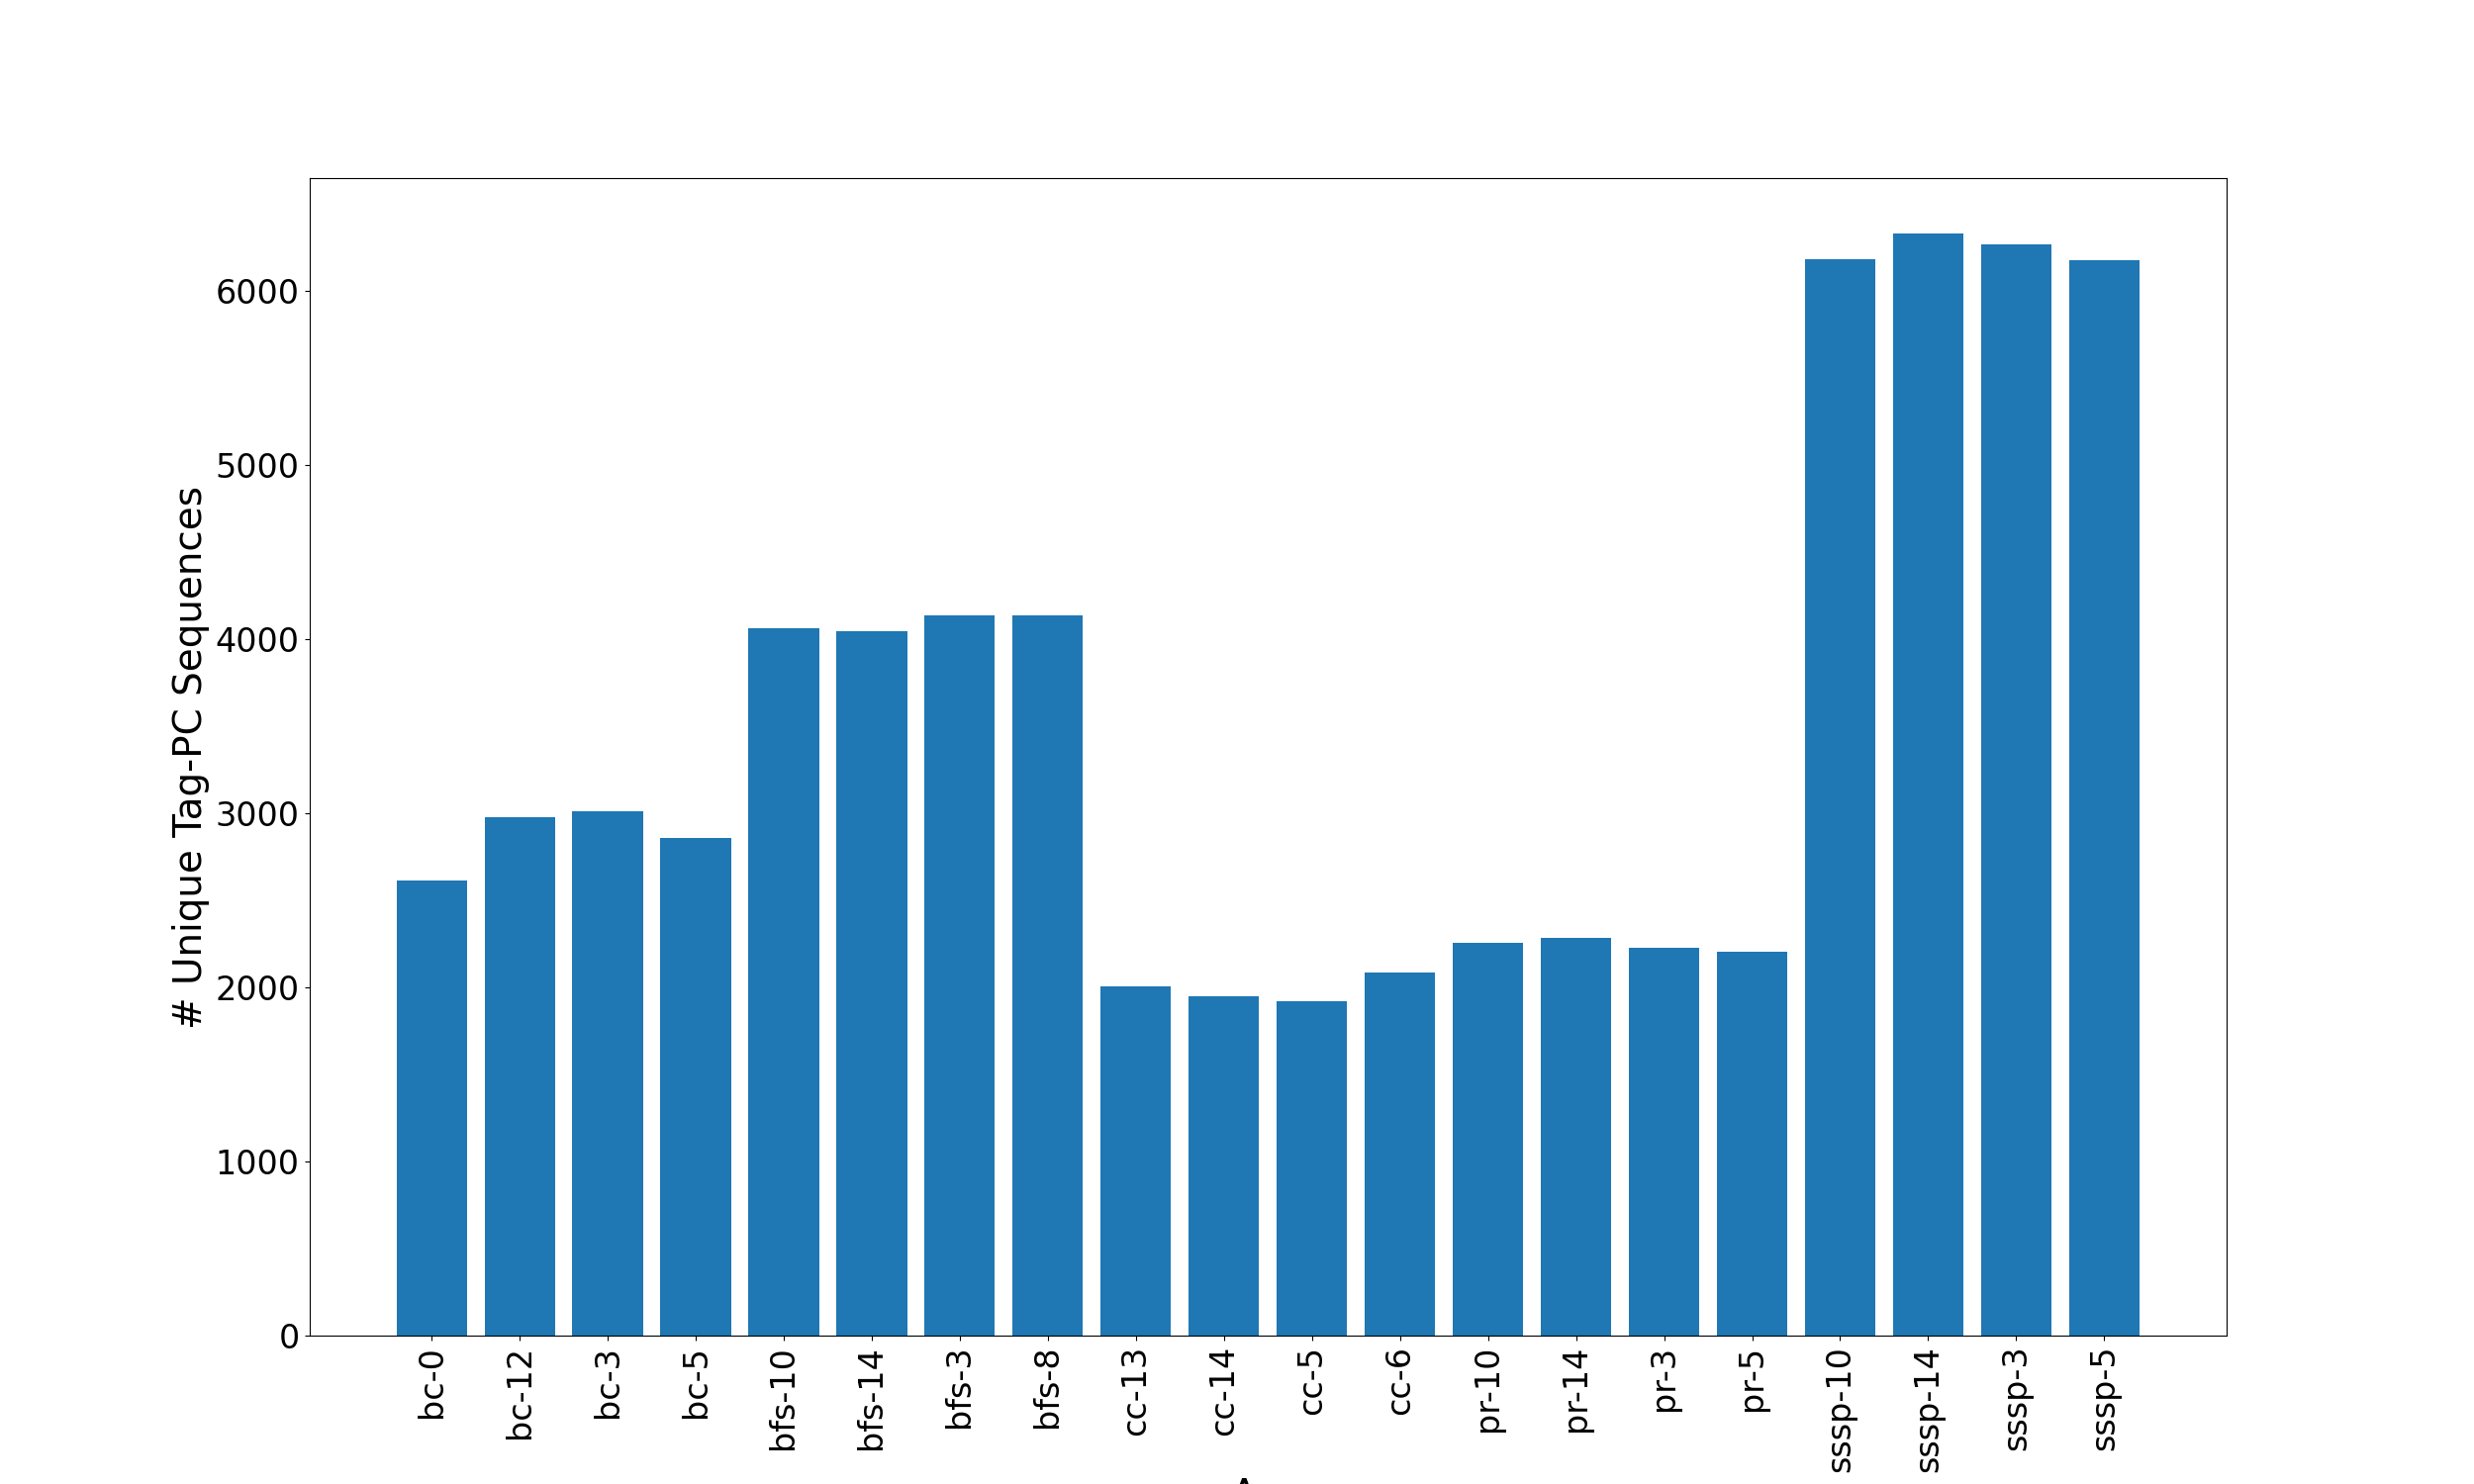 # Unique Tag-PC Sequences
6000
5000
4000
3000
2000
1000
0
bc-0
bc-12
bc-3
bc-5
bfs-10
bfs-14
bfs-3
bfs-8
cc-13
cc-14
cc-5
cc-6
pr-10
pr-14
pr-3
pr-5
sssp-10
sssp-14
sssp-3
sssp-5